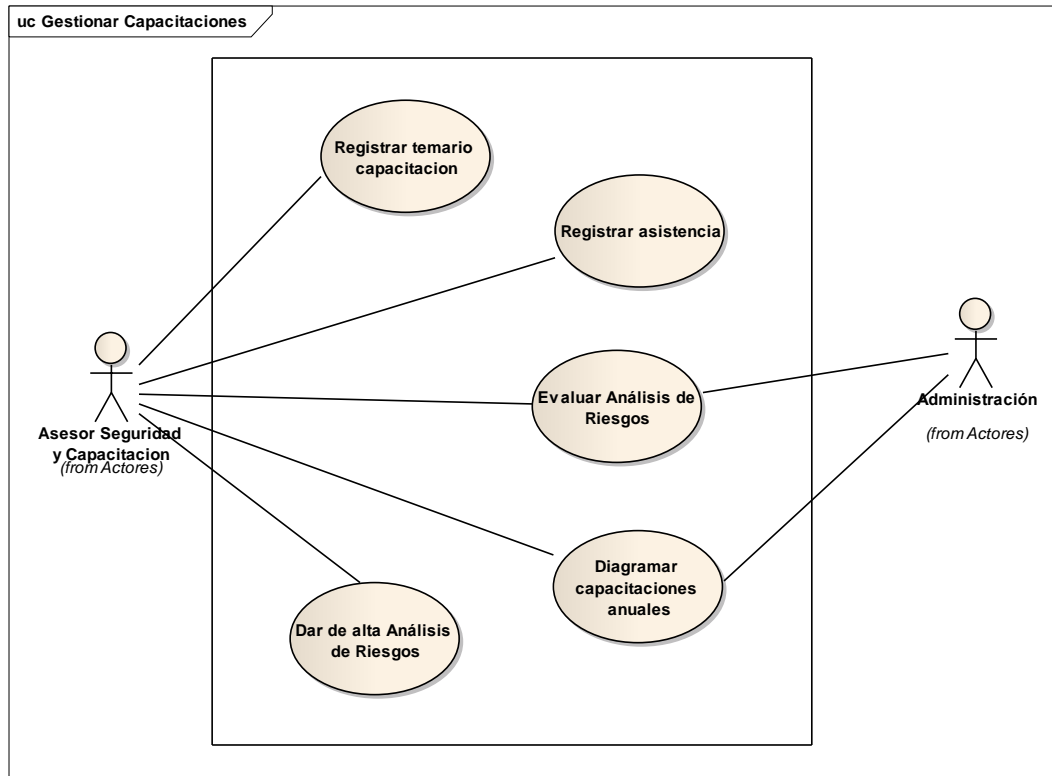 uc Gestionar Capacitaciones
Registrar temario
capacitacion
Registrar asistencia
Evaluar Análisis de
Riesgos
Administración
(from Actores)
Asesor Seguridad
y Capacitacion
(from Actores)
Diagramar
capacitaciones
anuales
Dar de alta Análisis
de Riesgos